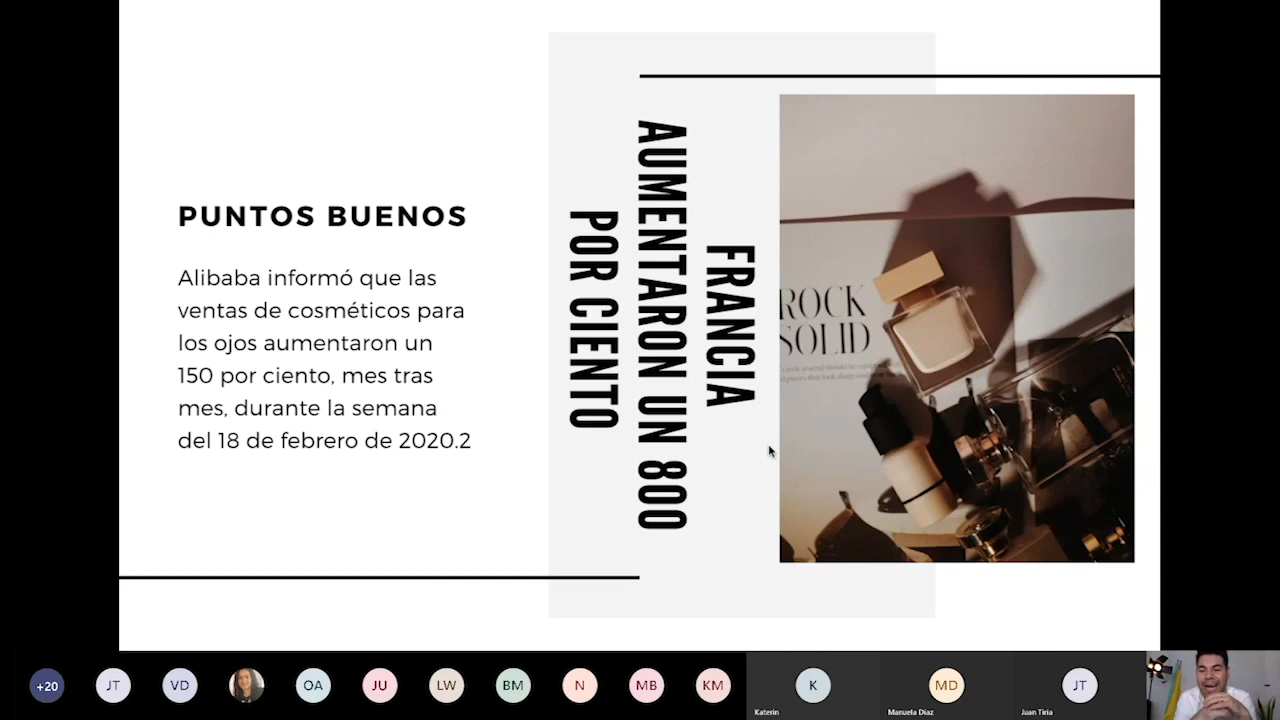 PUNTOS BUENOS
Alibaba informó que las
ventas de cosméticos para
los ojos aumentaron un
150 por ciento, mes tras
mes, durante la semana
del 18 de febrero de 2020.2
FRANCIA
AUMENTARON UN 800
POR CIENTO
ROCK
SOLID
+20
JT
VD
OA
JU
LW
BM
N
MB
KM
K
Katerin
MD
Manuela Diaz
JT
Juan Tiria